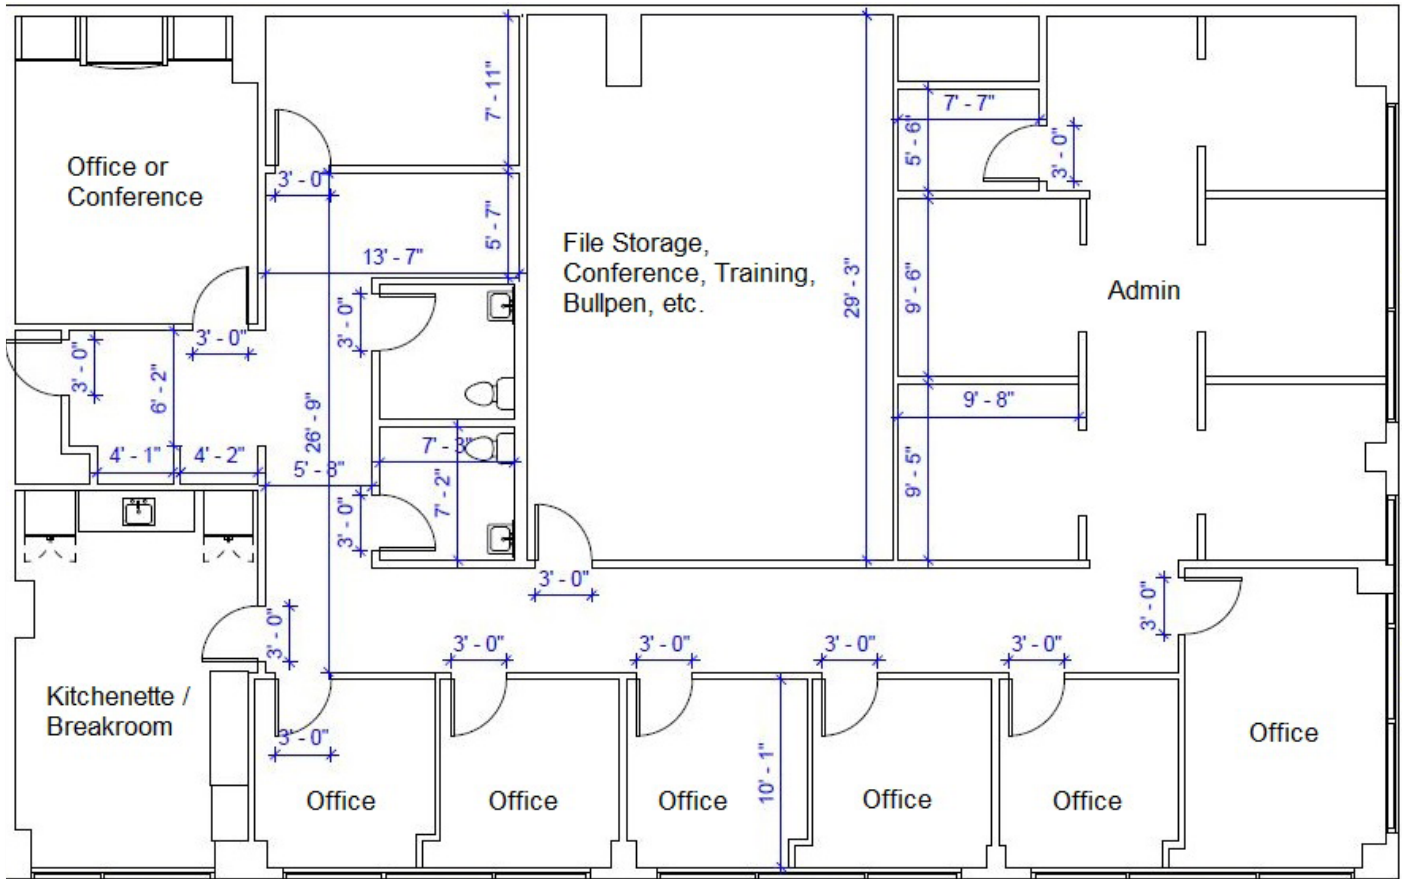 7' - 11"
7' - 7"
5' - 6"
3' - 0"
Office or
Conference
3' - 0"
5' - 7"
13' - 7"
File Storage,
Conference, Training,
Bullpen, etc.
29' - 3"
9' - 6"
Admin
3' - 0"
3' - 0"
3' - 0"
6' - 2"
26' - 9"
9' - 8"
4' - 1"
4' - 2"
5' - 8"
7' - 3"
7' - 2"
9' - 5"
3' - 0"
3' - 0"
3' - 0"
3' - 0"
3' - 0"
3' - 0"
3' - 0"
3' - 0"
Kitchenette /
Breakroom
3' - 0"
10' - 1"
Office
Office
Office
Office
Office
Office